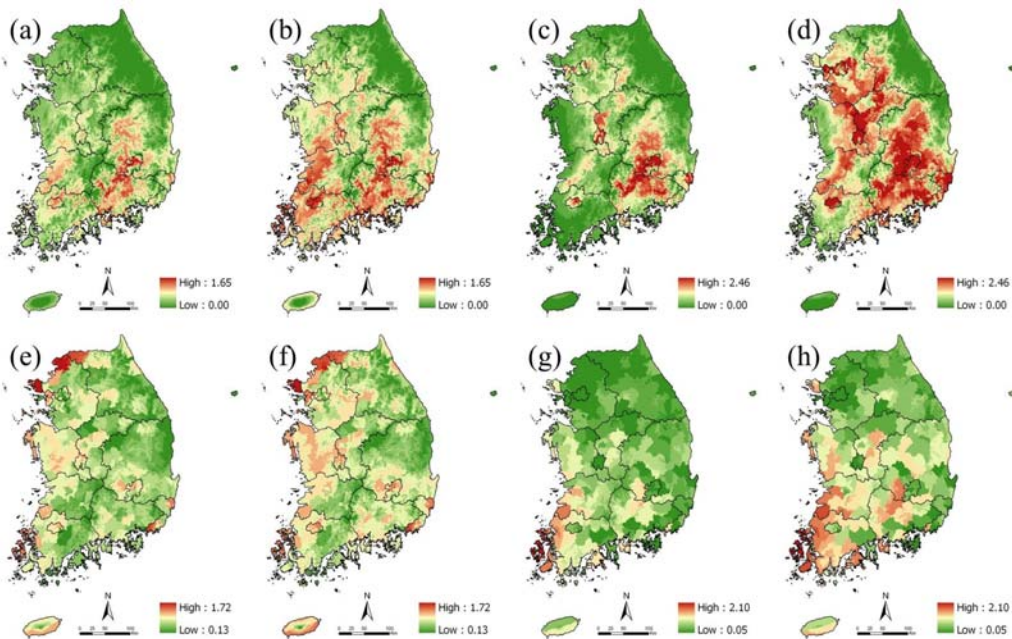 (a)
(b)
(c)
(d)
N
High : 1.65
Low : 0.00
N
High : 1.65
Low : 0.00
N
High : 2.46
Low : 0.00
N
High : 2.46
Low : 0.00
(e)
(f)
(g)
(h)
N
High : 1.72
Low : 0.13
N
High : 1.72
Low : 0.13
N
High : 2.10
Low : 0.05
N
High : 2.10
Low : 0.05